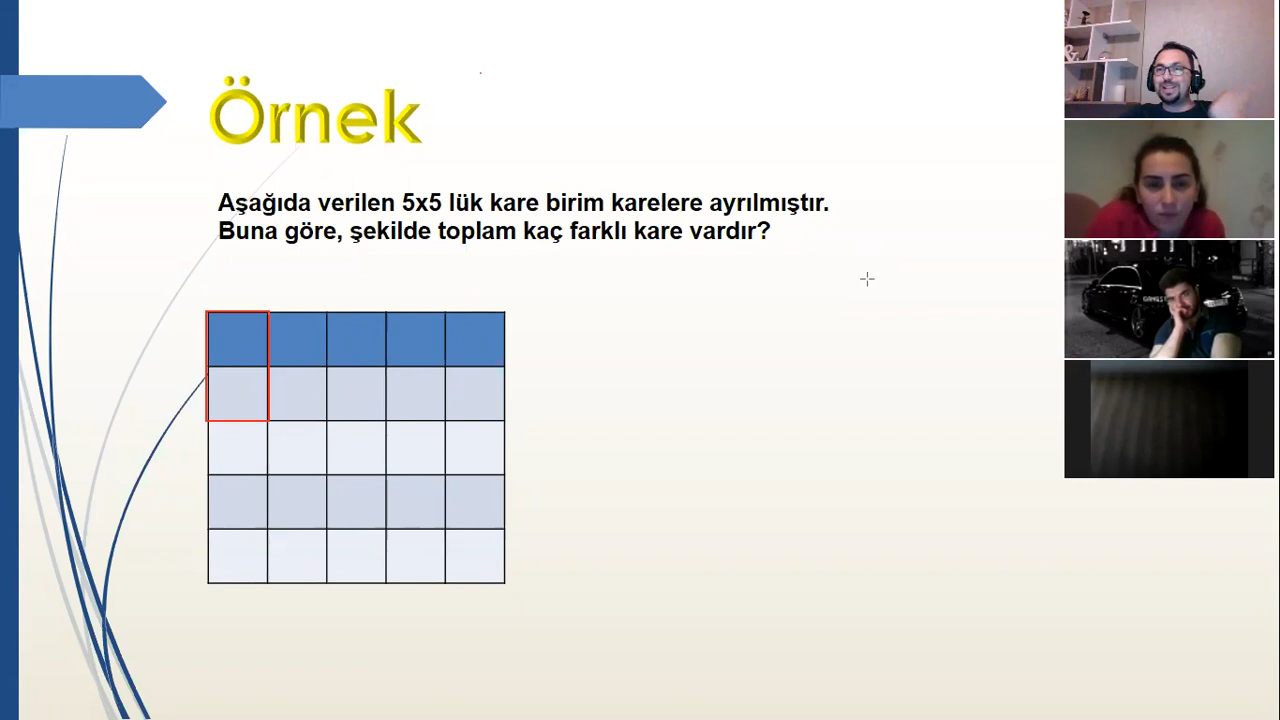 Örnek
Aşağıda verilen 5x5 lük kare birim karelere ayrılmıştır.
Buna göre, şekilde toplam kaç farklı kare vardır?